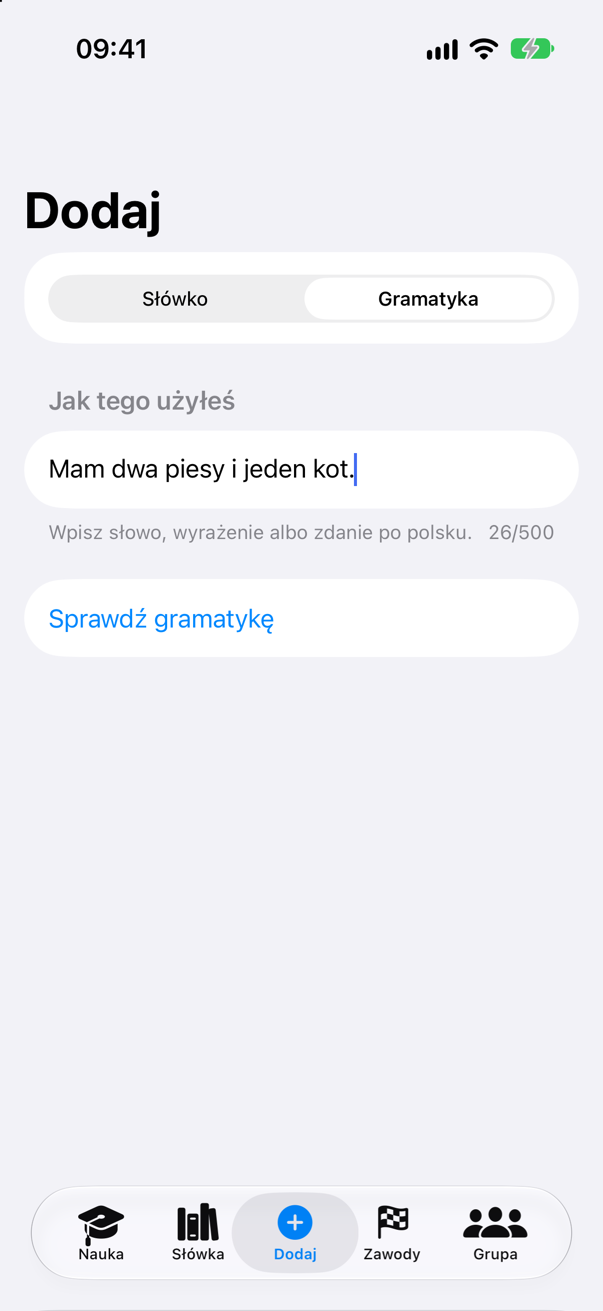 09:41
Dodaj
Słówko Gramatyka
Jak tego użyłeś
Mam dwa piesy i jeden kot.
Wpisz słowo, wyrażenie albo zdanie po polsku. 26/500
Sprawdź gramatykę
Nauka Słówka Dodaj Zawody Grupa